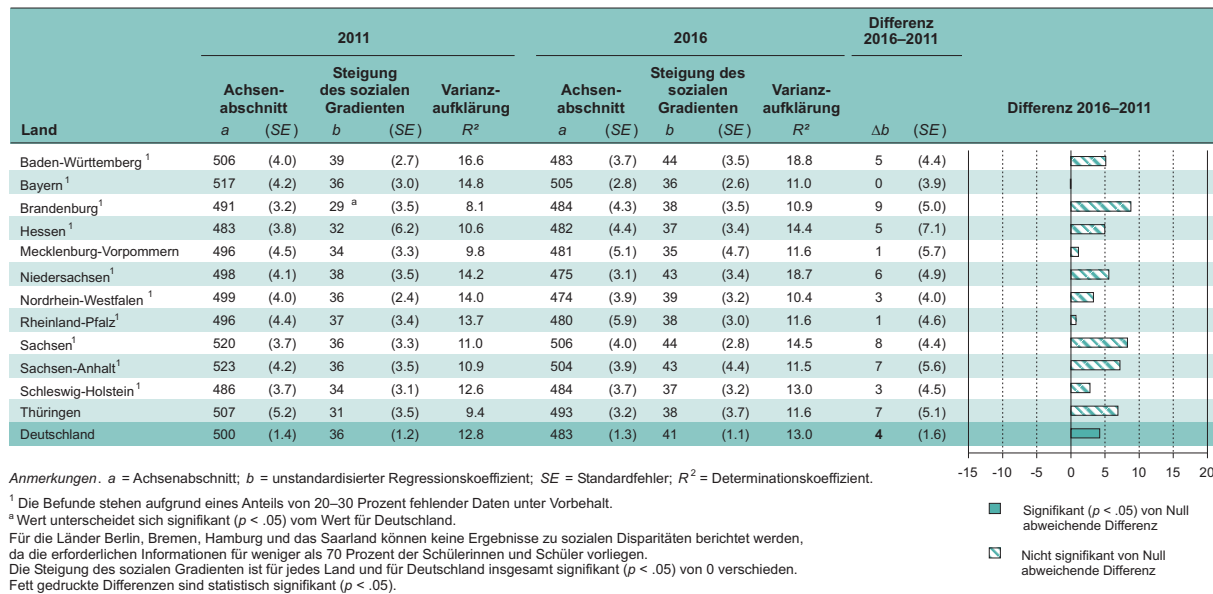 Differenz
2011 2016 2016–2011
Steigung Steigung des
Achsen- des sozialen Varianz- Achsen- sozialen Varianz-
abschnitt Gradienten aufklärung abschnitt Gradienten aufklärung Differenz 2016–2011
Land a (SE) b (SE) R² a (SE) b (SE) R² Δb (SE)
Baden-Württemberg ¹ 506 (4.0) 39 (2.7) 16.6 483 (3.7) 44 (3.5) 18.8 5 (4.4)
Bayern ¹ 517 (4.2) 36 (3.0) 14.8 505 (2.8) 36 (2.6) 11.0 0 (3.9)
Brandenburg¹ 491 (3.2) 29 ª (3.5) 8.1 484 (4.3) 38 (3.5) 10.9 9 (5.0)
Hessen ¹ 483 (3.8) 32 (6.2) 10.6 482 (4.4) 37 (3.4) 14.4 5 (7.1)
Mecklenburg-Vorpommern 496 (4.5) 34 (3.3) 9.8 481 (5.1) 35 (4.7) 11.6 1 (5.7)
Niedersachsen¹ 498 (4.1) 38 (3.5) 14.2 475 (3.1) 43 (3.4) 18.7 6 (4.9)
Nordrhein-Westfalen ¹ 499 (4.0) 36 (2.4) 14.0 474 (3.9) 39 (3.2) 10.4 3 (4.0)
Rheinland-Pfalz¹ 496 (4.4) 37 (3.4) 13.7 480 (5.9) 38 (3.0) 11.6 1 (4.6)
Sachsen¹ 520 (3.7) 36 (3.3) 11.0 506 (4.0) 44 (2.8) 14.5 8 (4.4)
Sachsen-Anhalt¹ 523 (4.2) 36 (3.5) 10.9 504 (3.9) 43 (4.4) 11.5 7 (5.6)
Schleswig-Holstein ¹ 486 (3.7) 34 (3.1) 12.6 484 (3.7) 37 (3.2) 13.0 3 (4.5)
Thüringen 507 (5.2) 31 (3.5) 9.4 493 (3.2) 38 (3.7) 11.6 7 (5.1)
Deutschland 500 (1.4) 36 (1.2) 12.8 483 (1.3) 41 (1.1) 13.0 4 (1.6)
-15 -10 -5 0 5 10 15 20
Anmerkungen. a = Achsenabschnitt; b = unstandardisierter Regressionskoeffizient; SE = Standardfehler; R² = Determinationskoeffizient.
¹ Die Befunde stehen aufgrund eines Anteils von 20–30 Prozent fehlender Daten unter Vorbehalt.
ª Wert unterscheidet sich signifikant (p < .05) vom Wert für Deutschland.
Für die Länder Berlin, Bremen, Hamburg und das Saarland können keine Ergebnisse zu sozialen Disparitäten berichtet werden,
da die erforderlichen Informationen für weniger als 70 Prozent der Schülerinnen und Schüler vorliegen.
Die Steigung des sozialen Gradienten ist für jedes Land und für Deutschland insgesamt signifikant (p < .05) von 0 verschieden.
Fett gedruckte Differenzen sind statistisch signifikant (p < .05).
Signifikant (p < .05) von Null
abweichende Differenz
Nicht signifikant von Null
abweichende Differenz